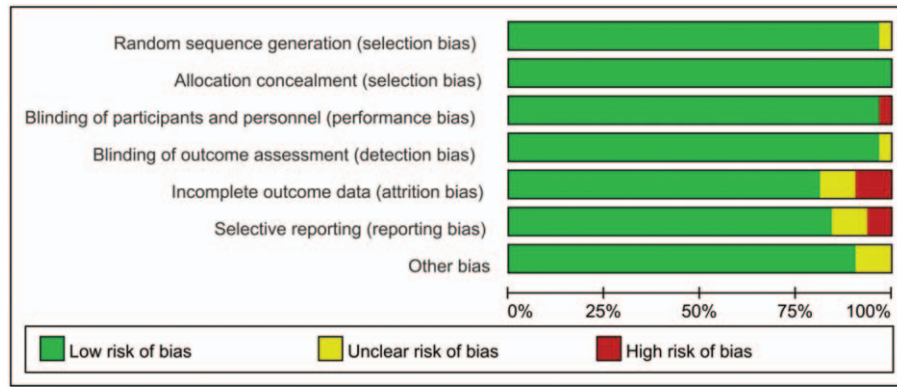 Random sequence generation (selection bias)
Allocation concealment (selection bias)
Blinding of participants and personnel (performance bias)
Blinding of outcome assessment (detection bias)
Incomplete outcome data (attrition bias)
Selective reporting (reporting bias)
Other bias
0% 25% 50% 75% 100%
Low risk of bias Unclear risk of bias High risk of bias